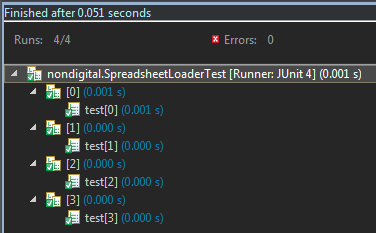 Finished after 0.051 seconds
Runs: 4/4 Errors: 0
nondigital.SpreadsheetLoaderTest [Runner: JUnit 4] (0.001 s)
[0] (0.001 s)
test[0] (0.001 s)
[1] (0.000 s)
test[1] (0.000 s)
[2] (0.000 s)
test[2] (0.000 s)
[3] (0.000 s)
test[3] (0.000 s)